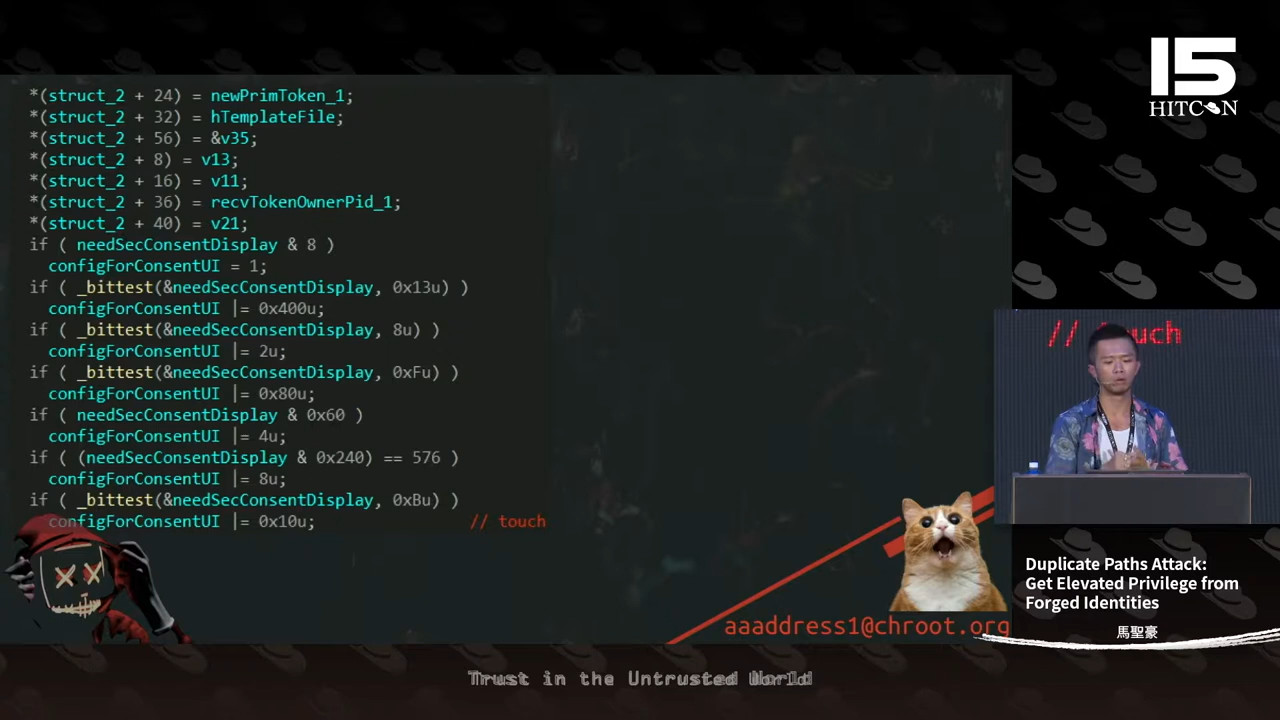 *(struct_2 + 24) = newPrimToken_1;
*(struct_2 + 32) = hTemplateFile;
*(struct_2 + 56) = &v35;
*(struct_2 + 8) = v13;
*(struct_2 + 16) = v11;
*(struct_2 + 36) = recvTokenOwnerPid_1;
*(struct_2 + 40) = v21;
if ( needSecConsentDisplay & 8 )
configForConsentUI = 1;
if ( _bittest(&needSecConsentDisplay, 0x13u) )
configForConsentUI |= 0x400u;
if ( _bittest(&needSecConsentDisplay, 8u) )
configForConsentUI |= 2u;
if ( _bittest(&needSecConsentDisplay, 0xFu) )
configForConsentUI |= 0x80u;
if ( needSecConsentDisplay & 0x60 )
configForConsentUI |= 4u;
if ( (needSecConsentDisplay & 0x240) == 576 )
configForConsentUI |= 8u;
if ( _bittest(&needSecConsentDisplay, 0xBu) )
configForConsentUI |= 0x10u; // touch
aaaddress1@chroot.org
15
HITCON
Duplicate Paths Attack:
Get Elevated Privilege from
Forged Identities
馬聖豪
Trust in the Untrusted World